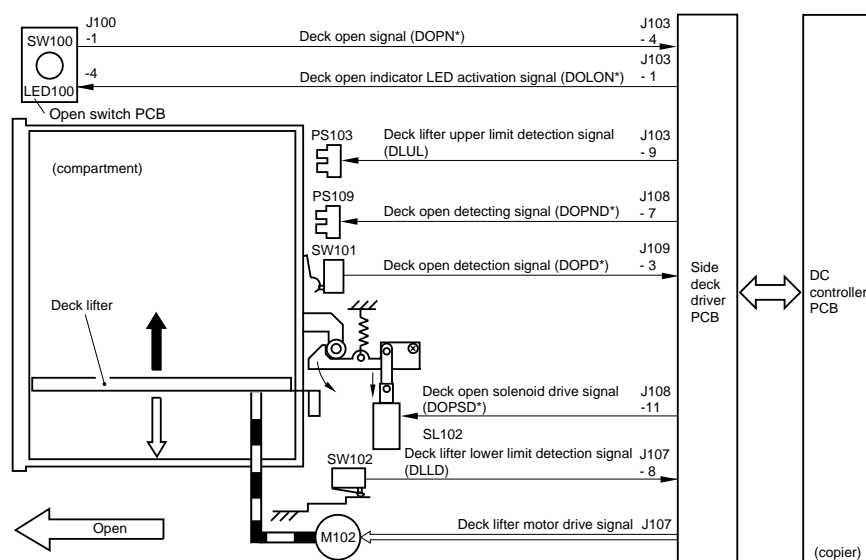 J100
SW100
-1
Deck open signal (DOPN*)
J103
- 4
-4
LED100
Deck open indicator LED activation signal (DOLON*)
J103
- 1
Open switch PCB
(compartment)
PS103
Deck lifter upper limit detection signal
(DLUL)
J103
- 9
PS109
Deck open detecting signal (DOPND*)
J108
- 7
SW101
Deck open detection signal (DOPD*)
J109
- 3
Side
deck
driver
PCB
DC
controller
PCB
Deck lifter
Deck open solenoid drive signal
(DOPSD*)
J108
-11
SL102
SW102
Deck lifter lower limit detection signal
(DLLD)
J107
- 8
Open
M102
Deck lifter motor drive signal
J107
(copier)